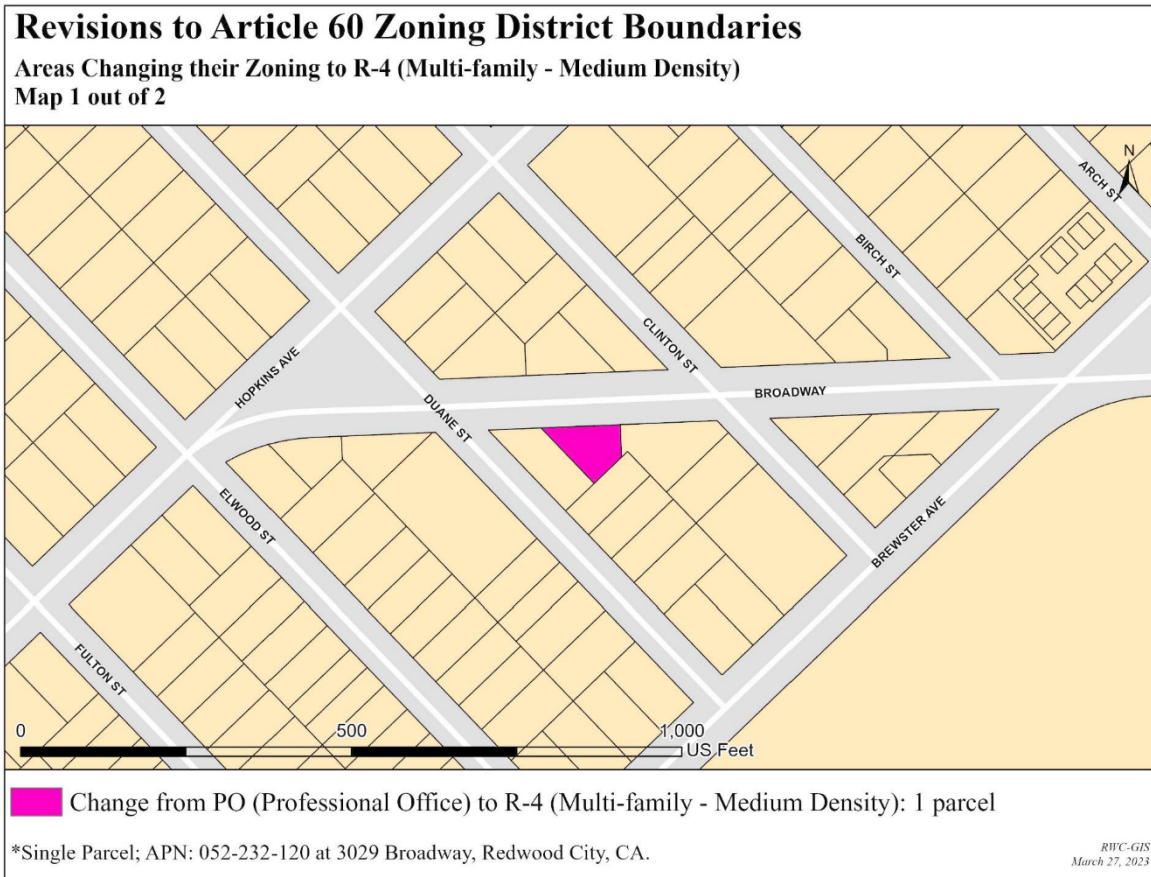 Revisions to Article 60 Zoning District Boundaries
Areas Changing their Zoning to R-4 (Multi-family - Medium Density)
Map 1 out of 2
N
ARCH ST
BIRCH ST
CLINTON ST
HOPKINS AVE
BROADWAY
DUANE ST
ELWOOD ST
BREWSTER AVE
FULTON ST
0 500 1,000
US Feet
Change from PO (Professional Office) to R-4 (Multi-family - Medium Density): 1 parcel
*Single Parcel; APN: 052-232-120 at 3029 Broadway, Redwood City, CA.
RWC-GIS
March 27, 2023